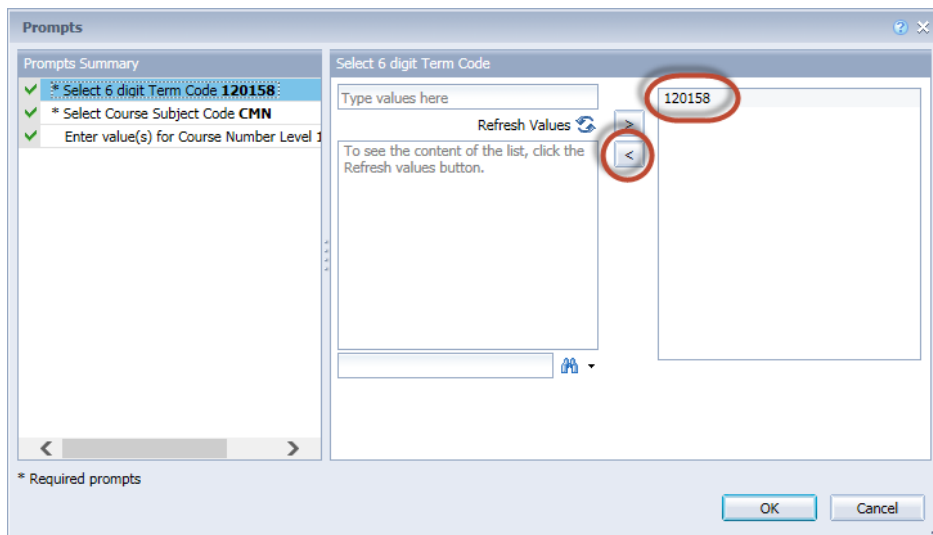 Prompts
Prompts Summary
* Select 6 digit Term Code 120158
* Select Course Subject Code CMN
Enter value(s) for Course Number Level 1
Select 6 digit Term Code
Type values here
Refresh Values
To see the content of the list, click the
Refresh values button.
>
<
120158
* Required prompts
OK
Cancel